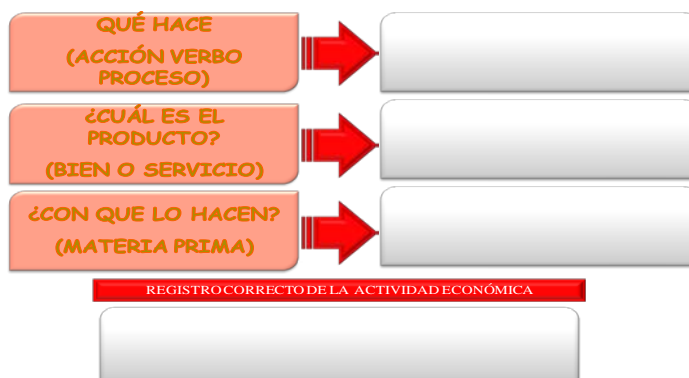 QUÉ HACE
(ACCIÓN VERBO
PROCESO)
¿CUÁL ES EL
PRODUCTO?
(BIEN O SERVICIO)
¿CON QUE LO HACEN?
(MATERIA PRIMA)
REGISTRO CORRECTO DE LA ACTIVIDAD ECONÓMICA